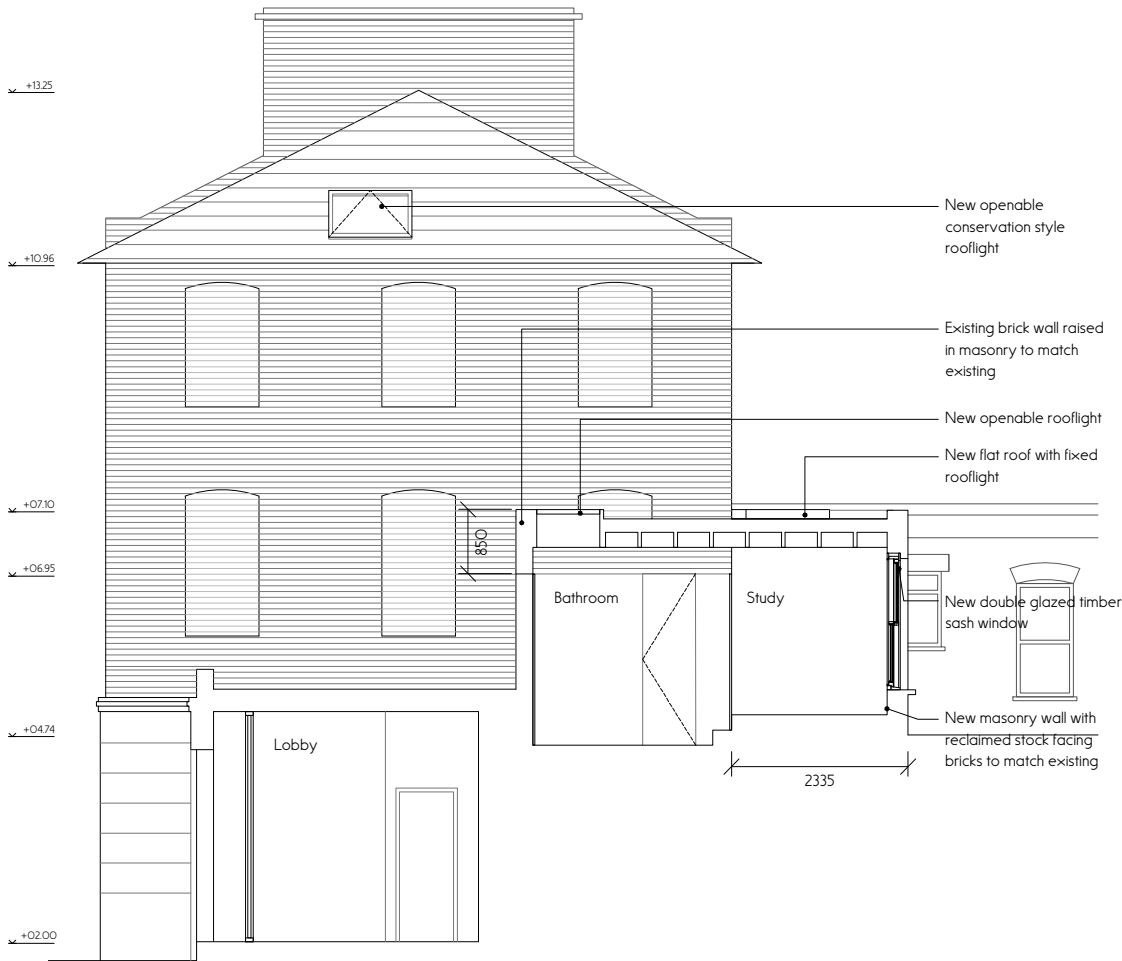 +13.25
New openable
conservation style
rooflight
+10.96
Existing brick wall raised
in masonry to match
existing
New openable rooflight
New flat roof with fixed
rooflight
+07.10
850
+06.95
Bathroom
Study
New double glazed timber
sash window
+04.74
Lobby
New masonry wall with
reclaimed stock facing
bricks to match existing
2335
+02.00